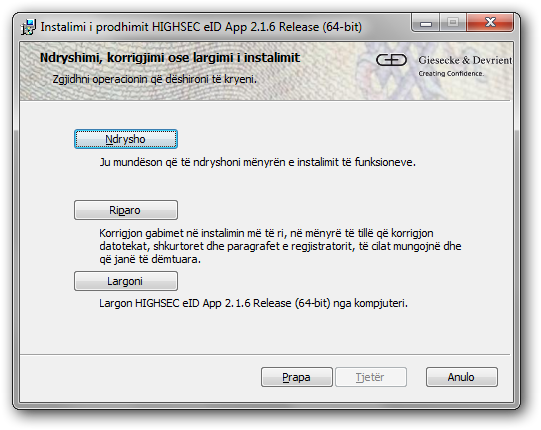 Instalimi i prodhimit HIGHSEC eID App 2.1.6 Release (64-bit)
Ndryshimi, korrigjimi ose largimi i instalimit
Zgjidhni operacionin që dëshironi të kryeni.
Giesecke & Devrient
Creating Confidence.
Ndrysho
Ju mundëson që të ndryshoni mënyrën e instalimit të funksioneve.
Riparo
Korrigjon gabimet në instalimin më të ri, në mënyrë të tillë që korrigjon
datotekat, shkurtoret dhe paragrafet e regjistratorit, të cilat mungojnë dhe
që janë të dëmtuara.
Largoni
Largon HIGHSEC eID App 2.1.6 Release (64-bit) nga kompjuteri.
Prapa
Tjetër
Anulo